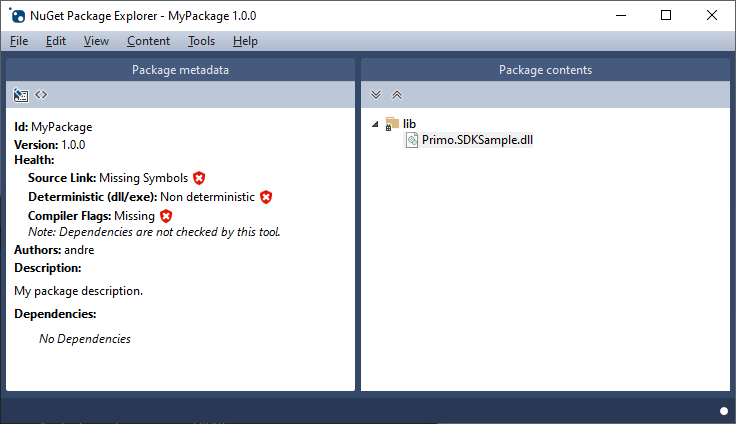 NuGet Package Explorer - MyPackage 1.0.0
File Edit View Content Tools Help
Package metadata
Id: MyPackage
Version: 1.0.0
Health:
Source Link: Missing Symbols
Deterministic (dll/exe): Non deterministic
Compiler Flags: Missing
Note: Dependencies are not checked by this tool.
Authors: andre
Description:
My package description.
Dependencies:
No Dependencies
Package contents
lib
Primo.SDKSample.dll